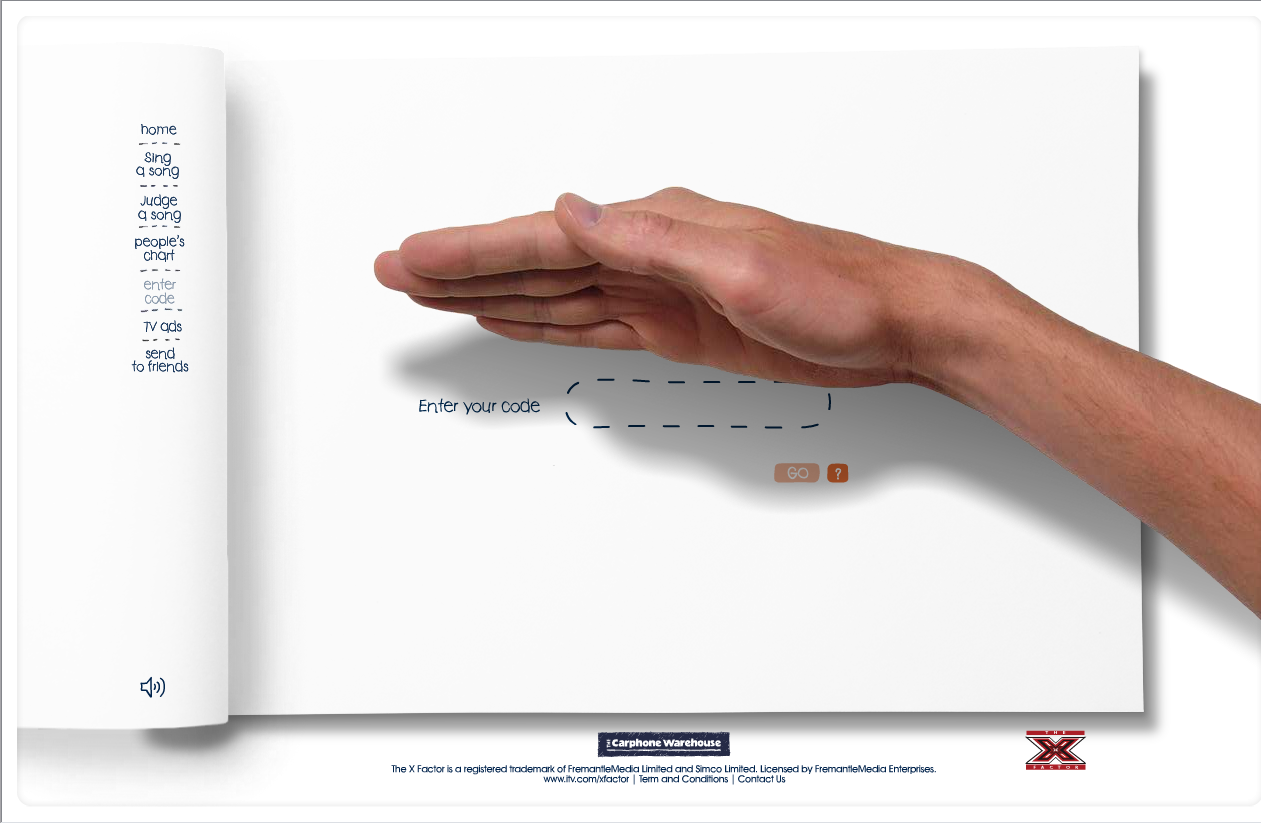 home
Sing
a song
Judge
a song
people's
chart
enter
code
TV ads
send
to friends
Enter your code
GO
?
THE Carphone Warehouse
THE
X
FACTOR
The X Factor is a registered trademark of FremantleMedia Limited and Simco Limited. Licensed by FremantleMedia Enterprises.
www.itv.com/xfactor | Term and Conditions | Contact Us